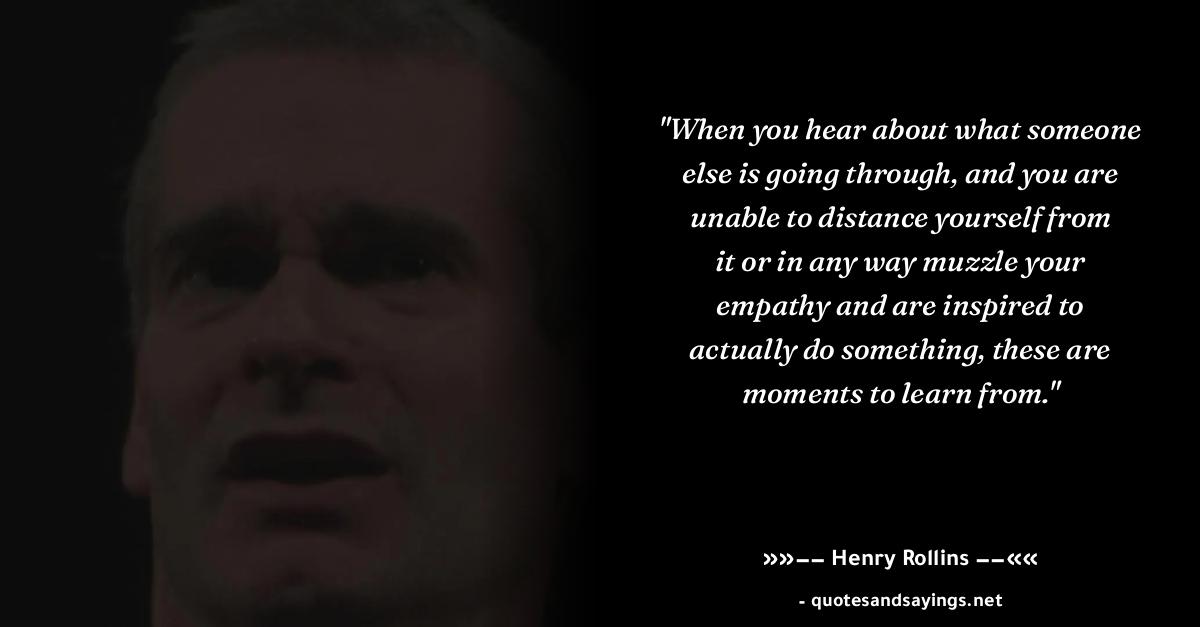 "When you hear about what someone
else is going through, and you are
unable to distance yourself from
it or in any way muzzle your
empathy and are inspired to
actually do something, these are
moments to learn from."
»»–– Henry Rollins ––««
- quotesandsayings.net